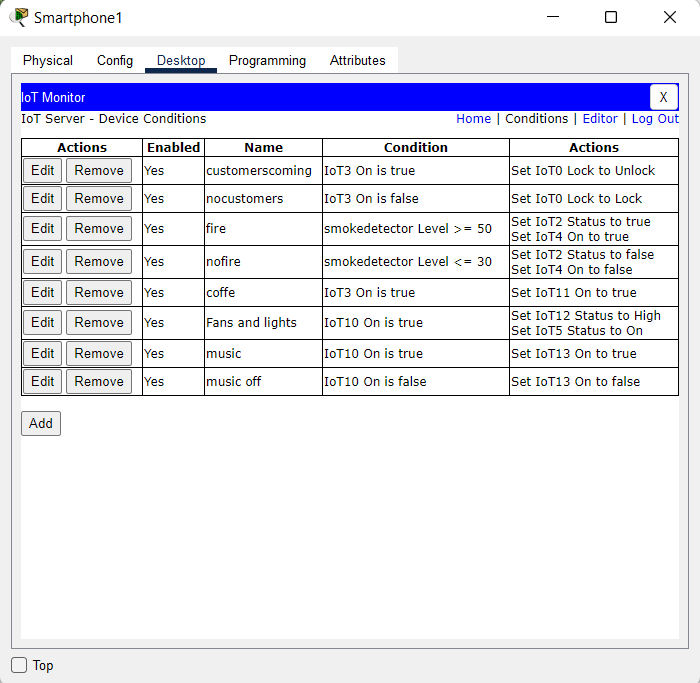 Smartphone1
Physical Config Desktop Programming Attributes
IoT Monitor X
IoT Server - Device Conditions Home | Conditions | Editor | Log Out
Actions Enabled Name Condition Actions
Edit Remove Yes customerscoming IoT3 On is true Set IoT0 Lock to Unlock
Edit Remove Yes nocustomers IoT3 On is false Set IoT0 Lock to Lock
Edit Remove Yes fire smokedetector Level >= 50 Set IoT2 Status to true
Set IoT4 On to true
Edit Remove Yes nofire smokedetector Level <= 30 Set IoT2 Status to false
Set IoT4 On to false
Edit Remove Yes coffe IoT3 On is true Set IoT11 On to true
Edit Remove Yes Fans and lights IoT10 On is true Set IoT12 Status to High
Set IoT5 Status to On
Edit Remove Yes music IoT10 On is true Set IoT13 On to true
Edit Remove Yes music off IoT10 On is false Set IoT13 On to false
Add
Top